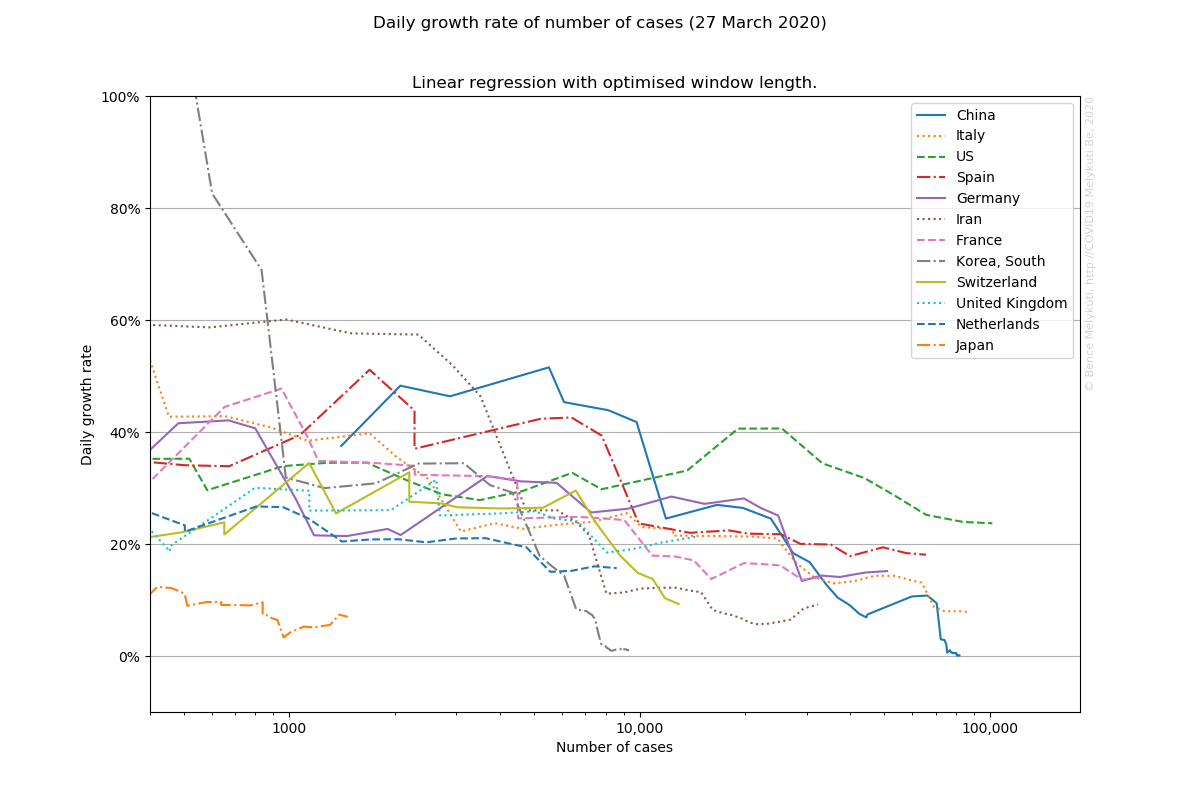 Daily growth rate of number of cases (27 March 2020)
Linear regression with optimised window length.
100%
80%
60%
40%
20%
0%
Daily growth rate
China
Italy
US
Spain
Germany
Iran
France
Korea, South
Switzerland
United Kingdom
Netherlands
Japan
© Bence Mélykúti, http://COVID19.Melykuti.Be, 2020
1000
10,000
100,000
Number of cases